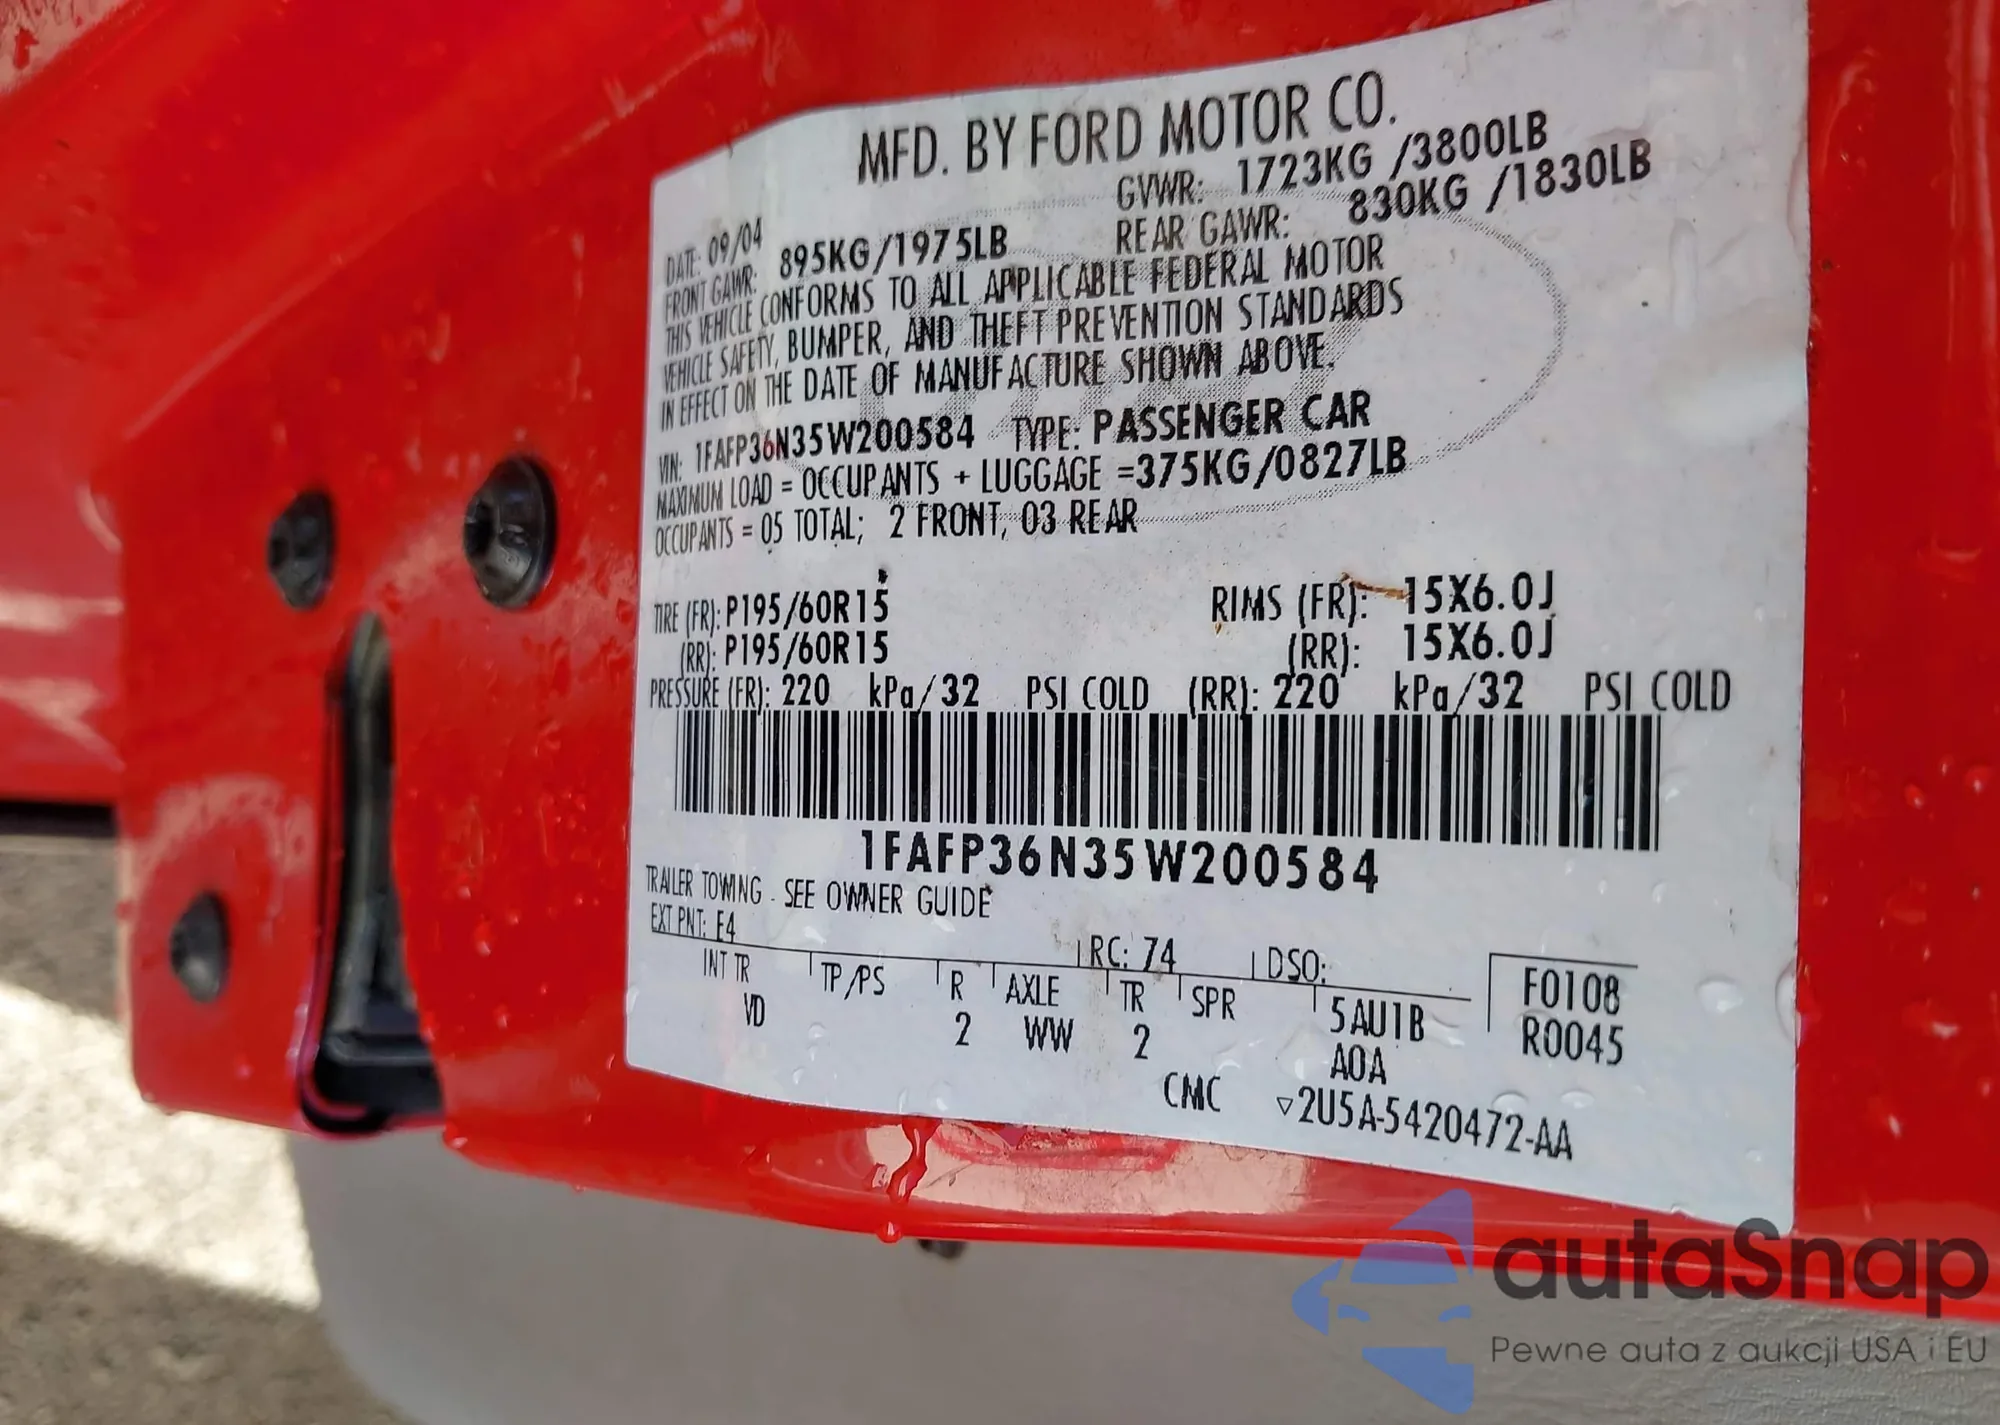 MFD. BY FORD MOTOR CO.
DATE: 09/04 GVWR: 1723KG /3800LB
FRONT GAWR: 895KG/1975LB REAR GAWR: 830KG /1830LB
THIS VEHICLE CONFORMS TO ALL APPLICABLE FEDERAL MOTOR
VEHICLE SAFETY, BUMPER, AND THEFT PREVENTION STANDARDS
IN EFFECT ON THE DATE OF MANUFACTURE SHOWN ABOVE.
VIN: 1FAFP36N35W200584 TYPE: PASSENGER CAR
MAXIMUM LOAD = OCCUPANTS + LUGGAGE =375KG/0827LB
OCCUPANTS = 05 TOTAL; 2 FRONT, 03 REAR
TIRE (FR): P195/60R15 RIMS (FR): 15X6.0J
(RR): P195/60R15 (RR): 15X6.0J
PRESSURE (FR): 220 kPa/32 PSI COLD (RR): 220 kPa/32 PSI COLD
1FAFP36N35W200584
TRAILER TOWING - SEE OWNER GUIDE
EXT PNT: E4 RC: 74 DSO: F0108
INT TR TP/PS R AXLE TR SPR 5AU1B R0045
VD 2 WW 2 A0A
CMC ▽2U5A-5420472-AA
autaSnap
Pewne auta z aukcji USA i EU